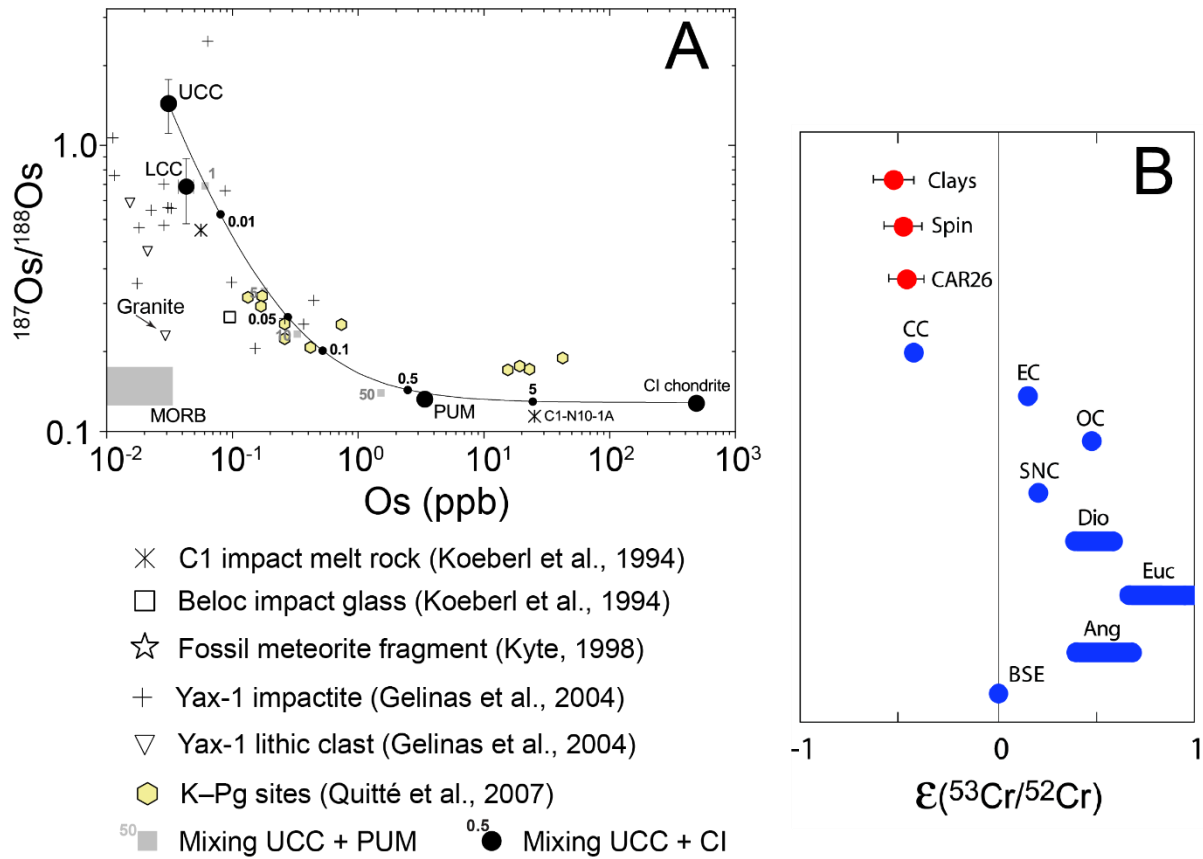 A
UCC
1.0
LCC
1
0.01
187Os/188Os
5
0.05
Granite
10
0.1
0.5
5
CI chondrite
50
PUM
C1-N10-1A
MORB
0.1
10-2
10-1
100
101
102
103
Os (ppb)
C1 impact melt rock (Koeberl et al., 1994)
Beloc impact glass (Koeberl et al., 1994)
Fossil meteorite fragment (Kyte, 1998)
Yax-1 impactite (Gelinas et al., 2004)
Yax-1 lithic clast (Gelinas et al., 2004)
K–Pg sites (Quitté et al., 2007)
50 Mixing UCC + PUM
0.5 Mixing UCC + CI
B
Clays
Spin
CAR26
CC
EC
OC
SNC
Dio
Euc
Ang
BSE
-1
0
1
ε(53Cr/52Cr)